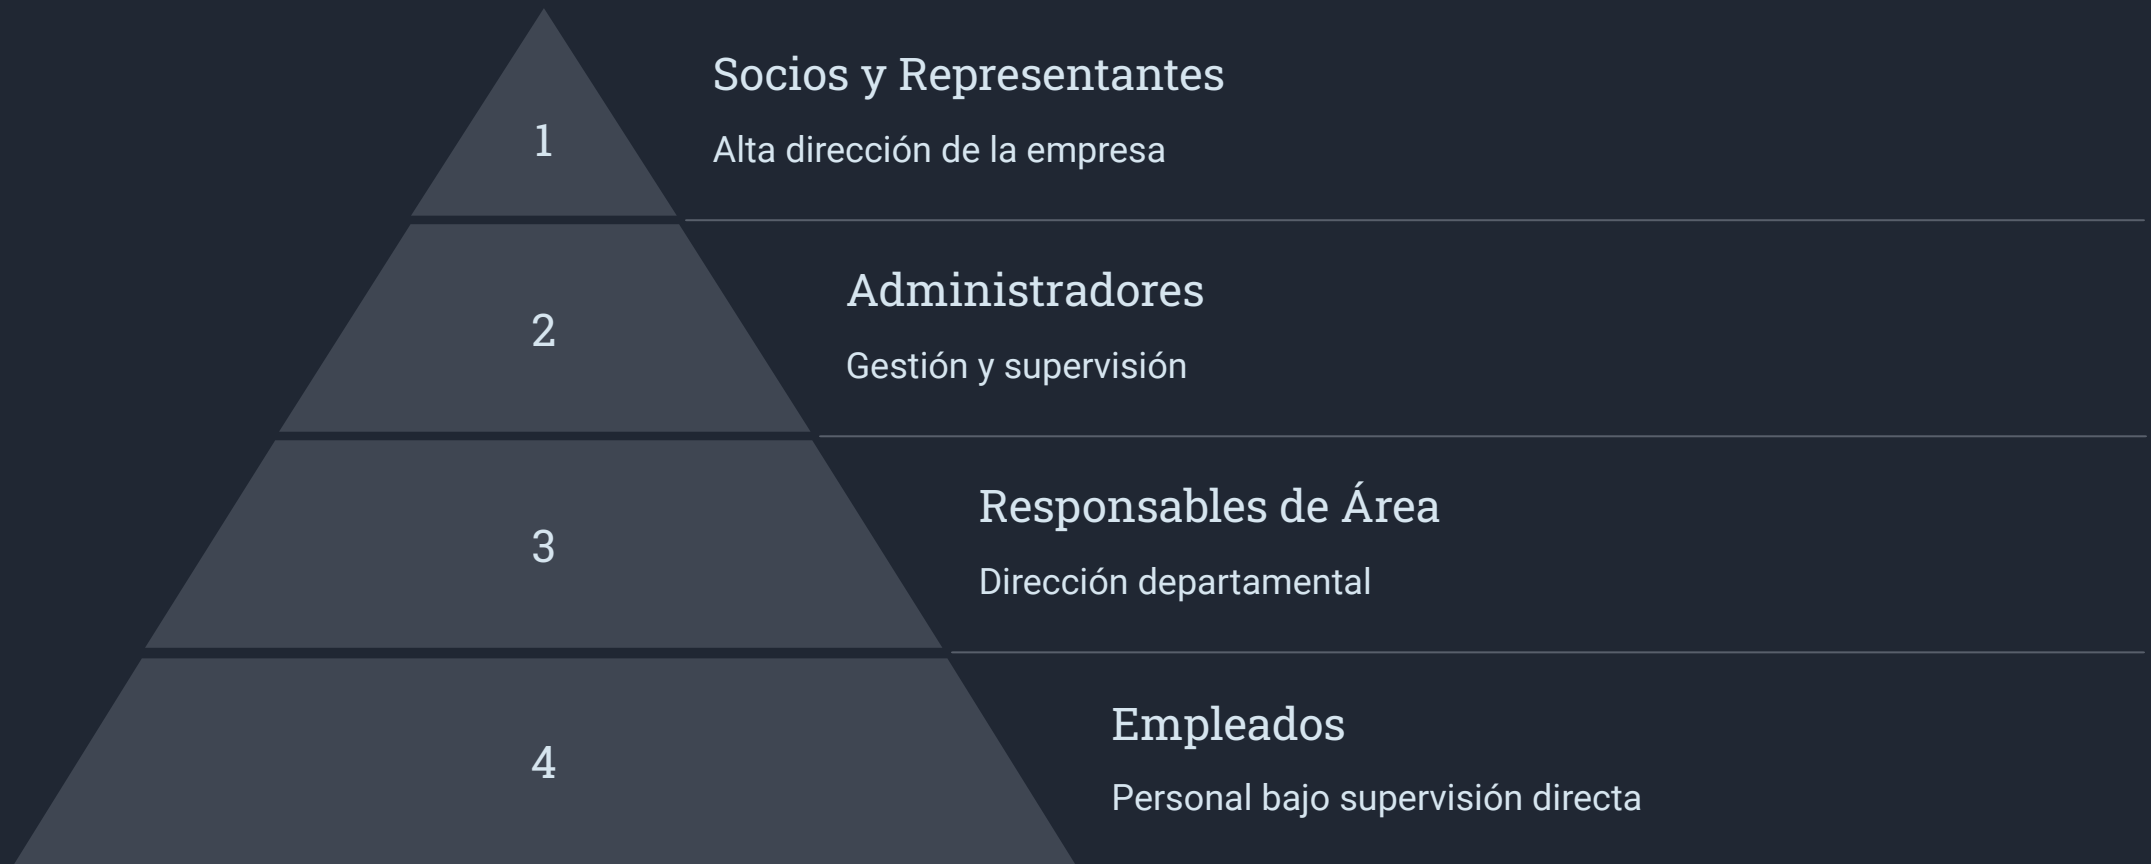 1
Socios y Representantes
Alta dirección de la empresa
2
Administradores
Gestión y supervisión
3
Responsables de Área
Dirección departamental
4
Empleados
Personal bajo supervisión directa